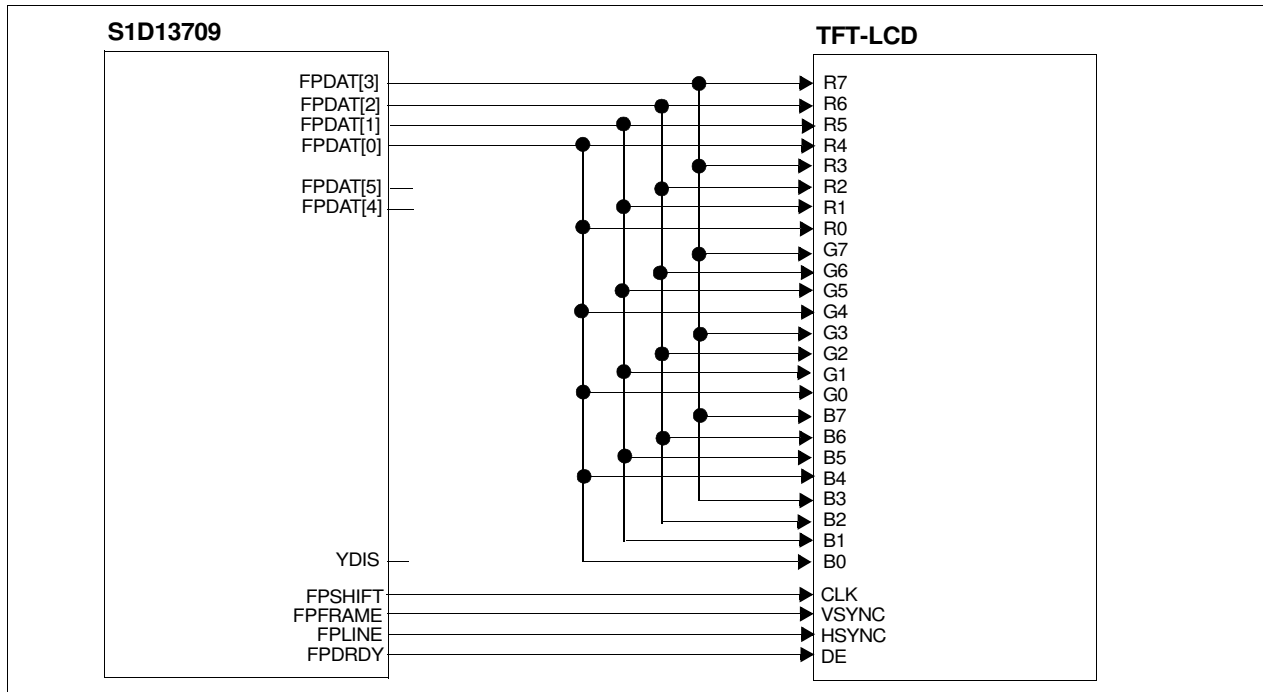 S1D13709
TFT-LCD
FPDAT[3]
FPDAT[2]
FPDAT[1]
FPDAT[0]
FPDAT[5]
FPDAT[4]
YDIS
FPSHIFT
FPFRAME
FPLINE
FPDRDY
R7
R6
R5
R4
R3
R2
R1
R0
G7
G6
G5
G4
G3
G2
G1
G0
B7
B6
B5
B4
B3
B2
B1
B0
CLK
VSYNC
HSYNC
DE